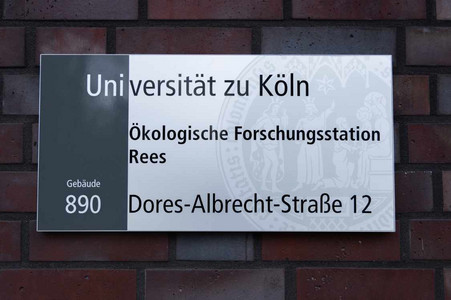 Universität zu Köln
Ökologische Forschungsstation
Rees
Gebäude
890 Dores-Albrecht-Straße 12